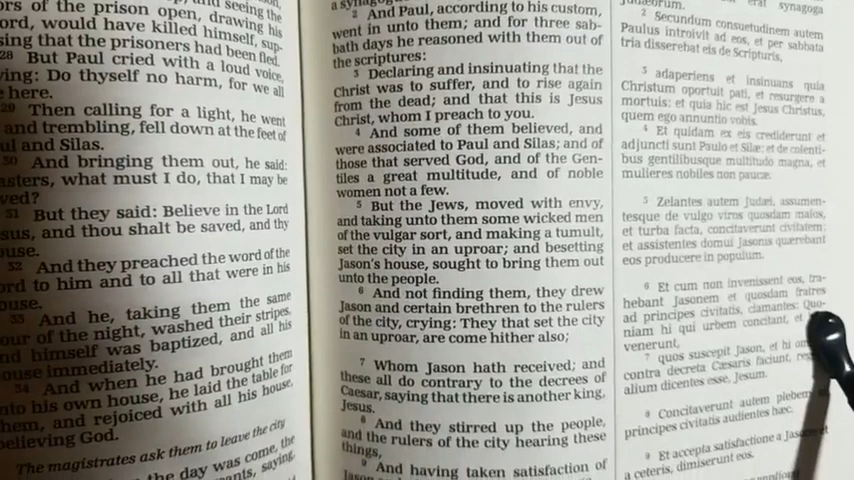 ors of the prison open, drawing his
ord, would have killed himself, sup-
sing that the prisoners had been fled.
28 But Paul cried with a loud voice,
ying: Do thyself no harm, for we all
e here.
29 Then calling for a light, he went
and trembling, fell down at the feet of
ul and Silas.
30 And bringing them out, he said:
asters, what must I do, that I may be
ved?
31 But they said: Believe in the Lord
sus, and thou shalt be saved, and thy
ouse.
32 And they preached the word of the
ord to him and to all that were in his
ouse.
33 And he, taking them the same
our of the night, washed their stripes,
nd himself was baptized, and all his
ouse immediately.
34 And when he had brought them
nto his own house, he laid the table for
hem, and rejoiced with all his house,
believing God.
The magistrates ask them to leave the city
the day was come, the
ants, saying,
a synagogue
2 And Paul, according to his custom,
went in unto them; and for three sab-
bath days he reasoned with them out of
the scriptures:
3 Declaring and insinuating that the
Christ was to suffer, and to rise again
from the dead; and that this is Jesus
Christ, whom I preach to you.
4 And some of them believed, and
were associated to Paul and Silas; and of
those that served God, and of the Gen-
tiles a great multitude, and of noble
women not a few.
5 But the Jews, moved with envy,
and taking unto them some wicked men
of the vulgar sort, and making a tumult,
set the city in an uproar; and besetting
Jason's house, sought to bring them out
unto the people.
6 And not finding them, they drew
Jason and certain brethren to the rulers
of the city, crying: They that set the city
in an uproar, are come hither also;
7 Whom Jason hath received; and
these all do contrary to the decrees of
Caesar, saying that there is another king,
Jesus.
8 And they stirred up the people,
and the rulers of the city hearing these
things,
9 And having taken satisfaction of
erat synagoga
Judæorum.
2 Secundum consuetudinem autem
Paulus introivit ad eos, et per sabbata
tria disserebat eis de Scripturis,
3 adaperiens et insinuans quia
Christum oportuit pati, et resurgere a
mortuis: et quia hic est Jesus Christus,
quem ego annuntio vobis.
4 Et quidam ex eis crediderunt et
adjuncti sunt Paulo et Silæ: et de colenti-
bus gentilibusque multitudo magna, et
mulieres nobiles non paucæ.
5 Zelantes autem Judæi, assumen-
tesque de vulgo viros quosdam malos,
et turba facta, concitaverunt civitatem:
et assistentes domui Jasonis quærebant
eos producere in populum.
6 Et cum non invenissent eos, tra-
hebant Jasonem et quosdam fratres
ad principes civitatis, clamantes: Quo-
niam hi qui urbem concitant, et
venerunt,
7 quos suscepit Jason, et hi om
contra decreta Cæsaris faciunt, reg
alium dicentes esse, Jesum.
8 Concitaverunt autem plebem
principes civitatis audientes hæc.
9 Et accepta satisfactione a Jasone et
a ceteris, dimiserunt eos.